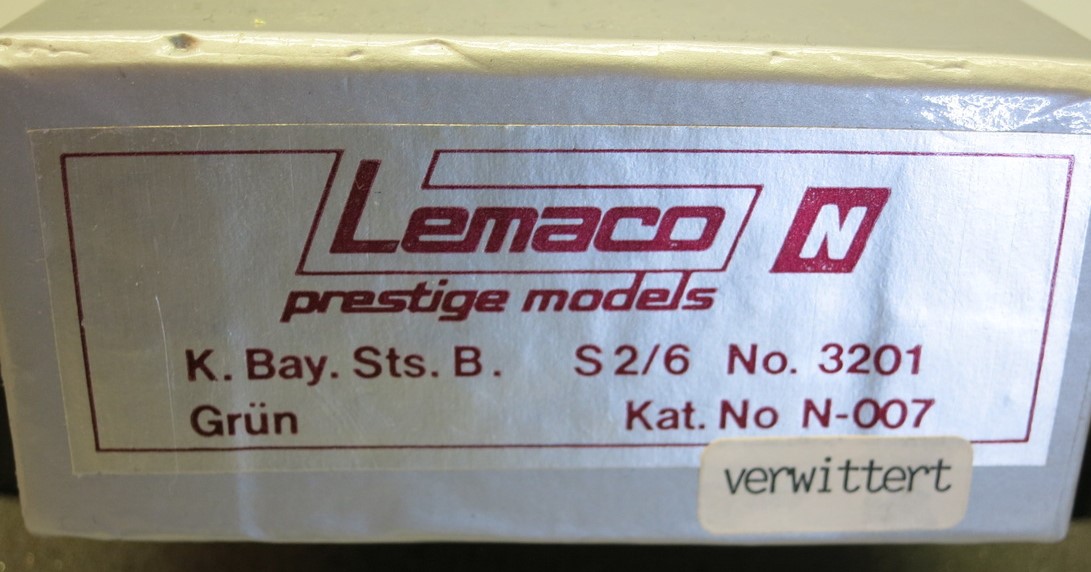 Lemaco N
prestige models
K. Bay. Sts. B. S 2/6 No. 3201
Grün Kat. No N-007
verwittert